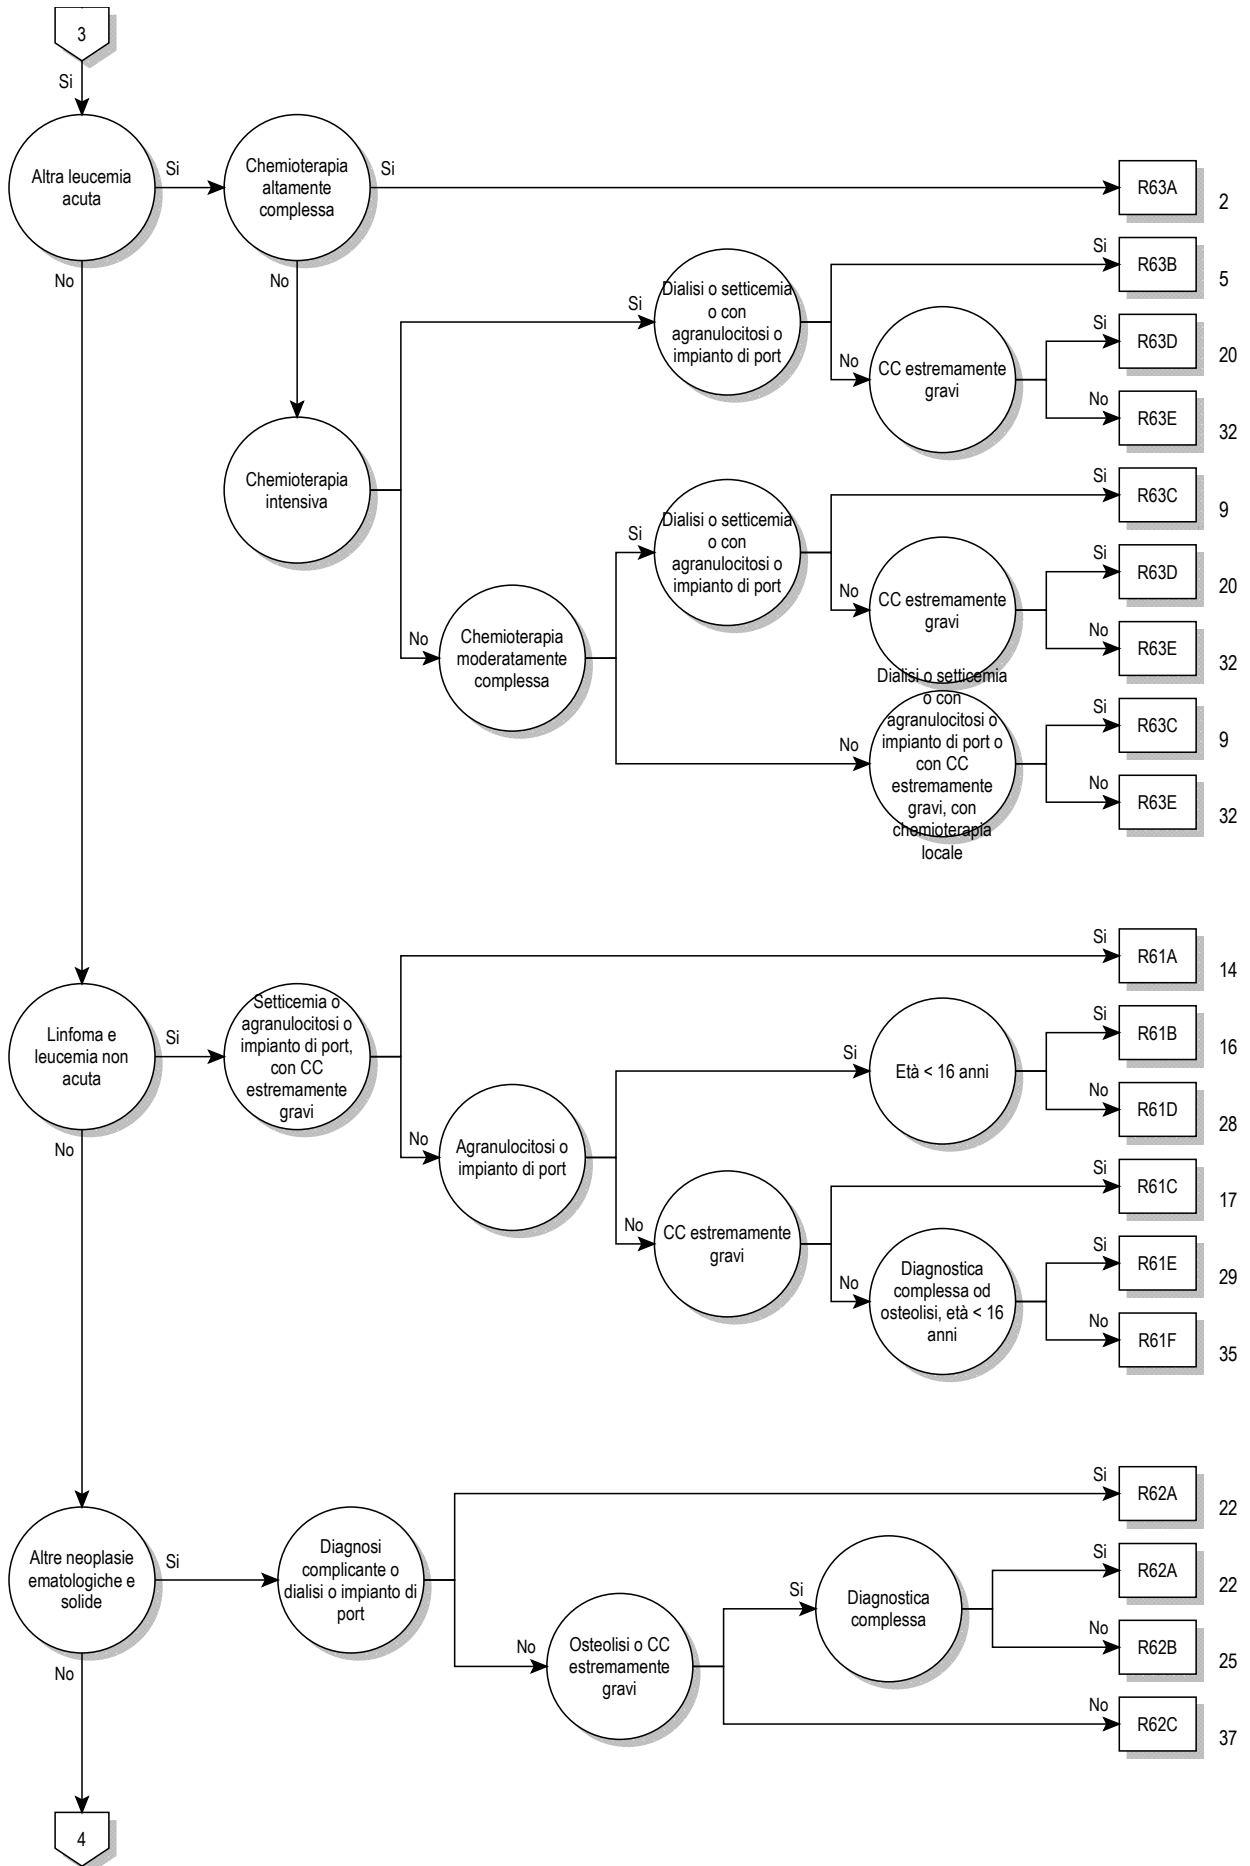 3
Si
Altra leucemia
acuta
Si
Chemioterapia
altamente
complessa
Si
R63A
2
No
No
Chemioterapia
intensiva
Si
Dialisi o setticemia
o con
agranulocitosi o
impianto di port
Si
R63B
5
No
CC estremamente
gravi
Si
R63D
20
No
R63E
32
No
Chemioterapia
moderatamente
complessa
Si
Dialisi o setticemia
o con
agranulocitosi o
impianto di port
Si
R63C
9
No
CC estremamente
gravi
Si
R63D
20
No
R63E
32
No
Dialisi o setticemia
o con
agranulocitosi o
impianto di port o
con CC
estremamente
gravi, con
chemioterapia
locale
Si
R63C
9
No
R63E
32
Linfoma e
leucemia non
acuta
Si
Setticemia o
agranulocitosi o
impianto di port,
con CC
estremamente
gravi
Si
R61A
14
No
Agranulocitosi o
impianto di port
Si
Età < 16 anni
Si
R61B
16
No
R61D
28
No
CC estremamente
gravi
Si
R61C
17
No
Diagnostica
complessa od
osteolisi, età < 16
anni
Si
R61E
29
No
R61F
35
No
Altre neoplasie
ematologiche e
solide
Si
Diagnosi
complicante o
dialisi o impianto di
port
Si
R62A
22
No
Osteolisi o CC
estremamente
gravi
Si
Diagnostica
complessa
Si
R62A
22
No
R62B
25
No
R62C
37
No
4